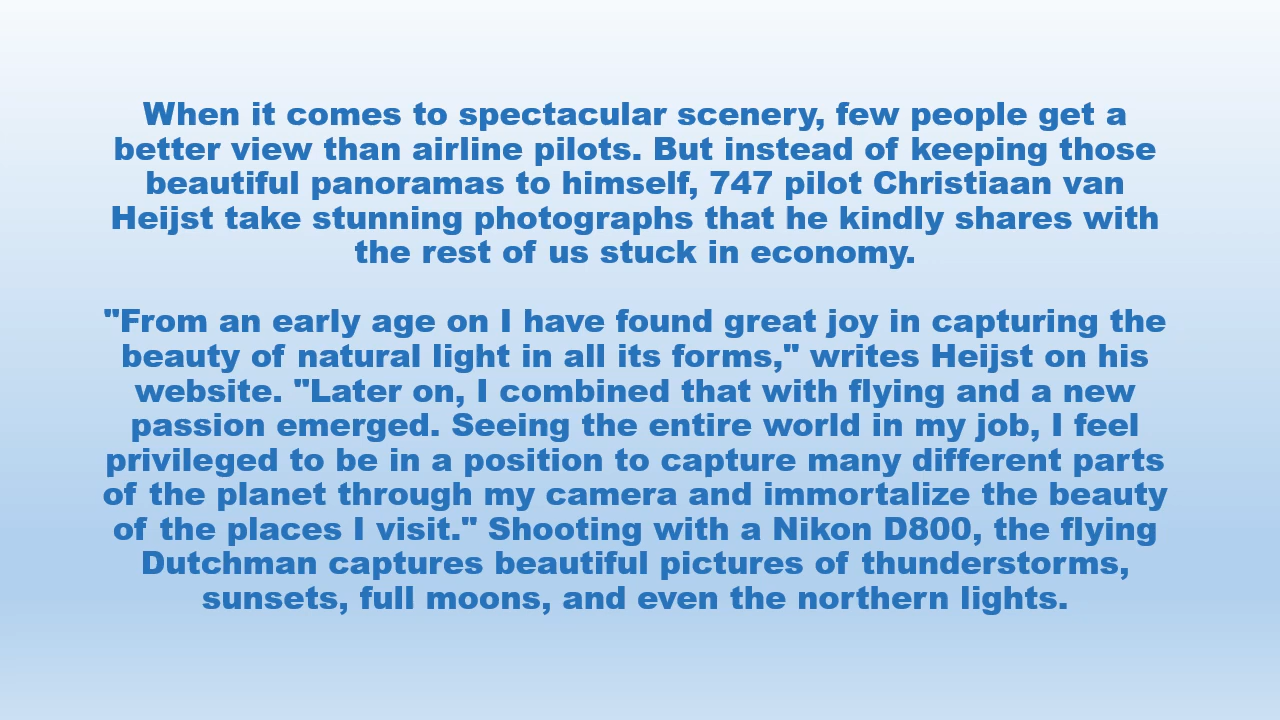 When it comes to spectacular scenery, few people get a
better view than airline pilots. But instead of keeping those
beautiful panoramas to himself, 747 pilot Christiaan van
Heijst take stunning photographs that he kindly shares with
the rest of us stuck in economy.
"From an early age on I have found great joy in capturing the
beauty of natural light in all its forms," writes Heijst on his
website. "Later on, I combined that with flying and a new
passion emerged. Seeing the entire world in my job, I feel
privileged to be in a position to capture many different parts
of the planet through my camera and immortalize the beauty
of the places I visit." Shooting with a Nikon D800, the flying
Dutchman captures beautiful pictures of thunderstorms,
sunsets, full moons, and even the northern lights.